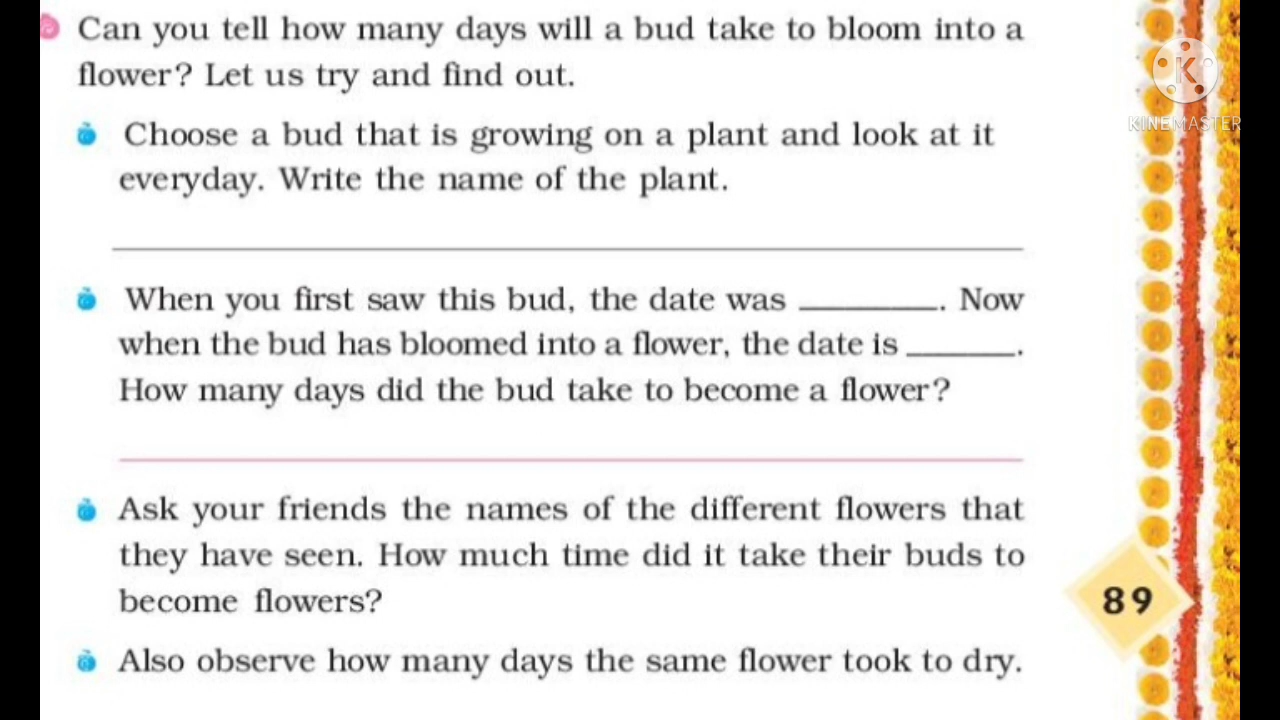 Can you tell how many days will a bud take to bloom into a
flower? Let us try and find out.
Choose a bud that is growing on a plant and look at it
everyday. Write the name of the plant.
When you first saw this bud, the date was ________. Now
when the bud has bloomed into a flower, the date is ______.
How many days did the bud take to become a flower?
Ask your friends the names of the different flowers that
they have seen. How much time did it take their buds to
become flowers?
Also observe how many days the same flower took to dry.
89
K
KINEMASTER